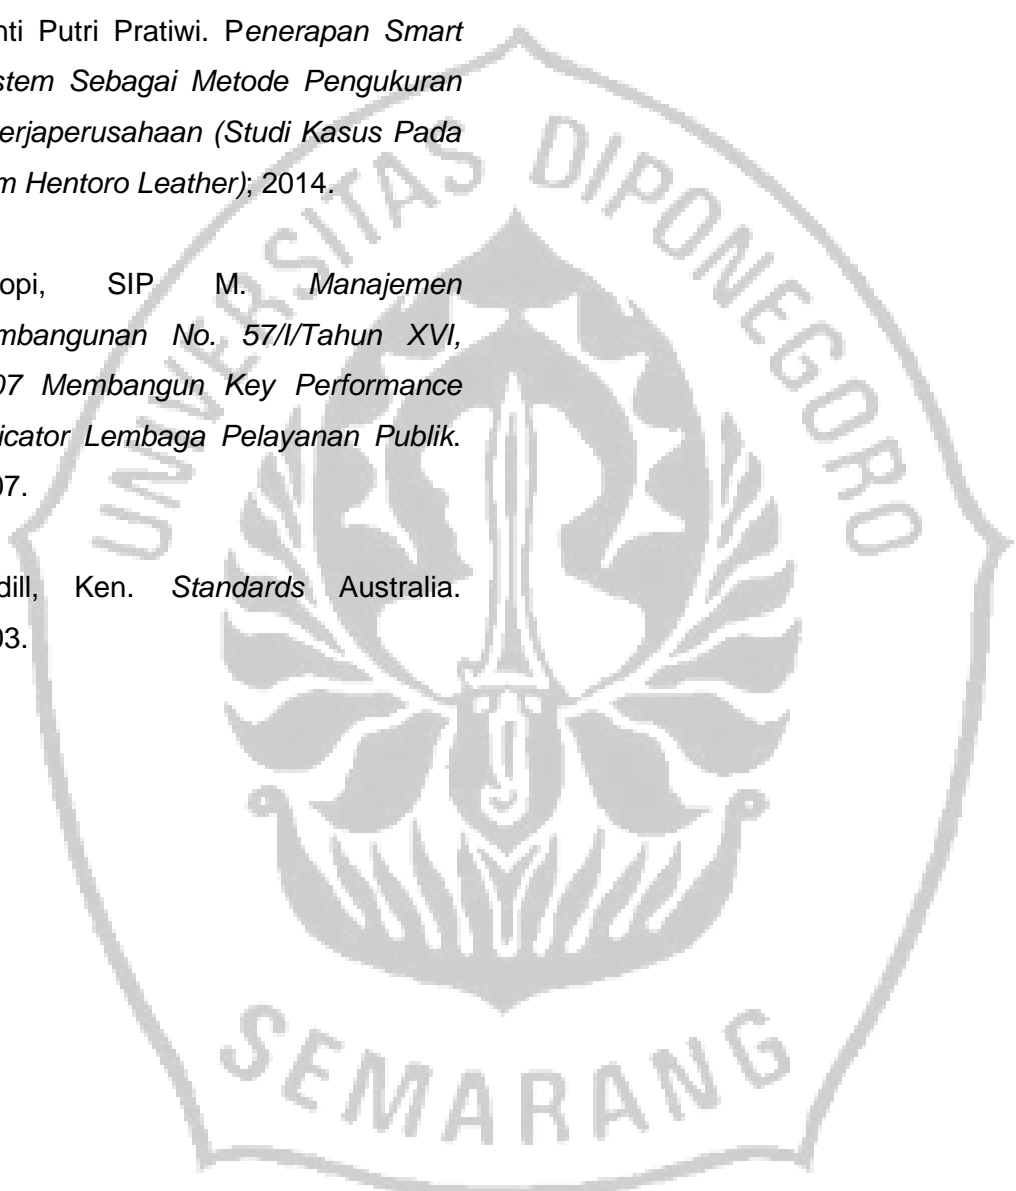 nti Putri Pratiwi. Penerapan Smart
stem Sebagai Metode Pengukuran
erjaperusahaan (Studi Kasus Pada
m Hentoro Leather); 2014.
opi, SIP M. Manajemen
mbangunan No. 57/I/Tahun XVI,
07 Membangun Key Performance
icator Lembaga Pelayanan Publik.
07.
dill, Ken. Standards Australia.
03.
UNIVERSITAS DIPONEGORO
SEMARANG